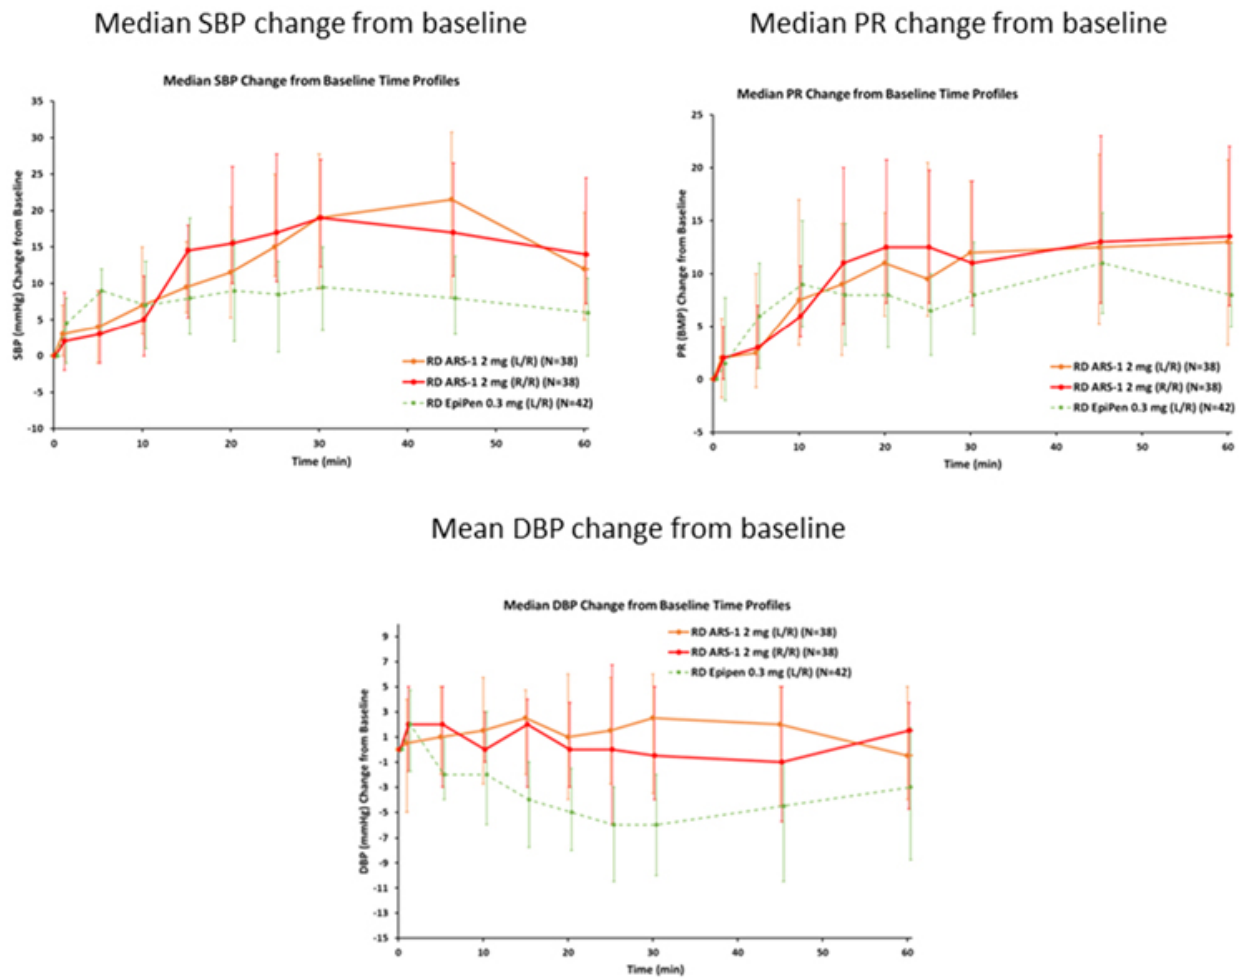 Median SBP change from baseline
Median SBP Change from Baseline Time Profiles
SBP (mmHg) Change from Baseline
35
30
25
20
15
10
5
0
-5
-10
0 10 20 30 40 50 60
Time (min)
RD ARS-1 2 mg (L/R) (N=38)
RD ARS-1 2 mg (R/R) (N=38)
RD EpiPen 0.3 mg (L/R) (N=42)
Median PR change from baseline
Median PR Change from Baseline Time Profiles
PR (BMP) Change from Baseline
25
20
15
10
5
0
-5
0 10 20 30 40 50 60
Time (min)
RD ARS-1 2 mg (L/R) (N=38)
RD ARS-1 2 mg (R/R) (N=38)
RD EpiPen 0.3 mg (L/R) (N=42)
Mean DBP change from baseline
Median DBP Change from Baseline Time Profiles
RD ARS-1 2 mg (L/R) (N=38)
RD ARS-1 2 mg (R/R) (N=38)
RD Epipen 0.3 mg (L/R) (N=42)
DBP (mmHg) Change from Baseline
9
7
5
3
1
-1
-3
-5
-7
-9
-11
-13
-15
0 10 20 30 40 50 60
Time (min)